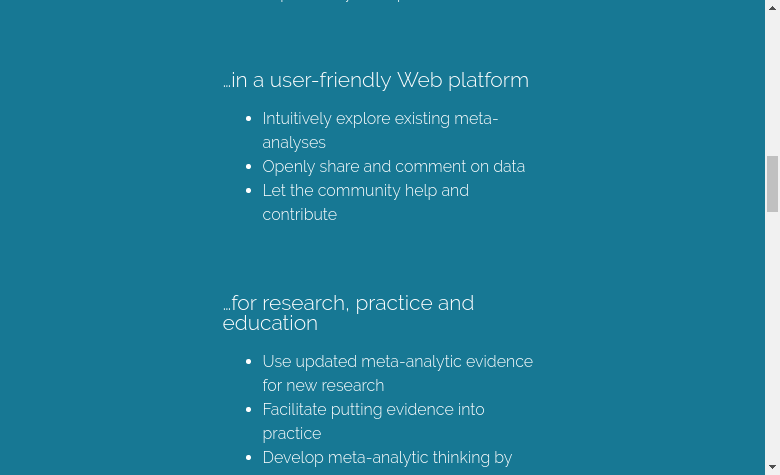 ...in a user-friendly Web platform
Intuitively explore existing meta-
analyses
Openly share and comment on data
Let the community help and
contribute
...for research, practice and
education
Use updated meta-analytic evidence
for new research
Facilitate putting evidence into
practice
Develop meta-analytic thinking by